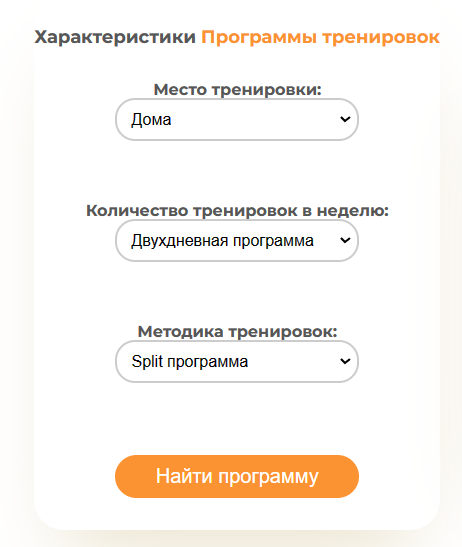 Характеристики Программы тренировок
Место тренировки:
Дома
Количество тренировок в неделю:
Двухдневная программа
Методика тренировок:
Split программа
Найти программу